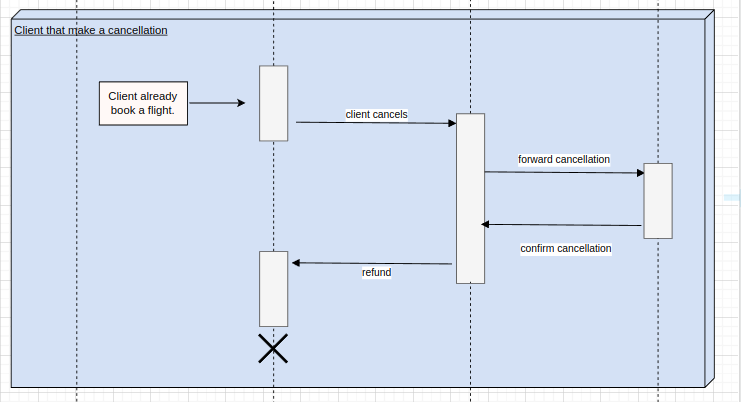 Client that make a cancellation
Client already
book a flight.
client cancels
forward cancellation
confirm cancellation
refund